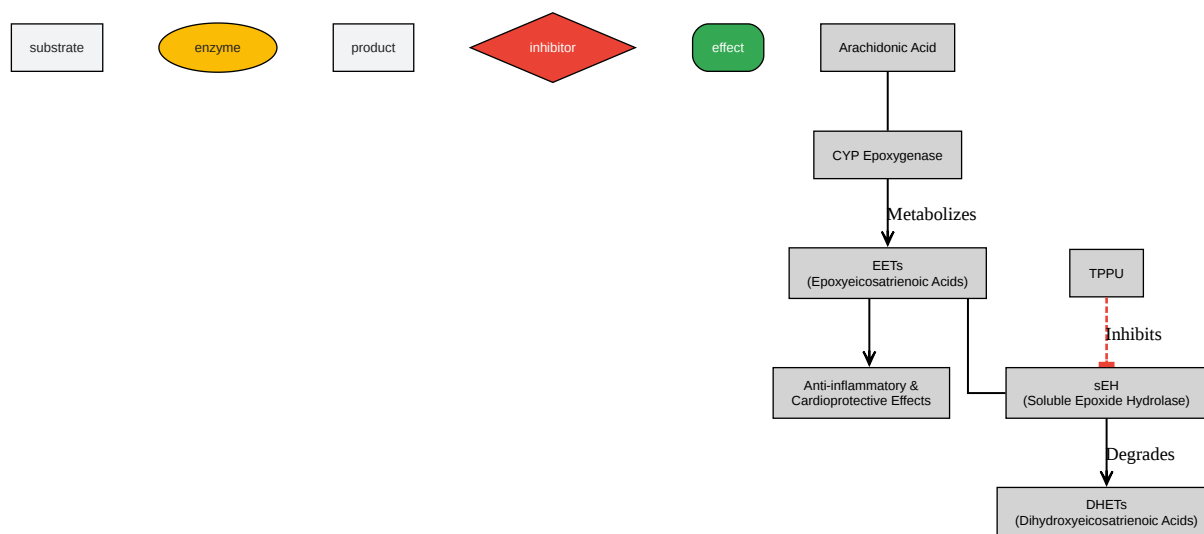 substrate
enzyme
product
inhibitor
effect
Arachidonic Acid
CYP Epoxygenase
Metabolizes
EETs
(Epoxyeicosatrienoic Acids)
TPPU
Inhibits
Anti-inflammatory &
Cardioprotective Effects
sEH
(Soluble Epoxide Hydrolase)
Degrades
DHETs
(Dihydroxyeicosatrienoic Acids)